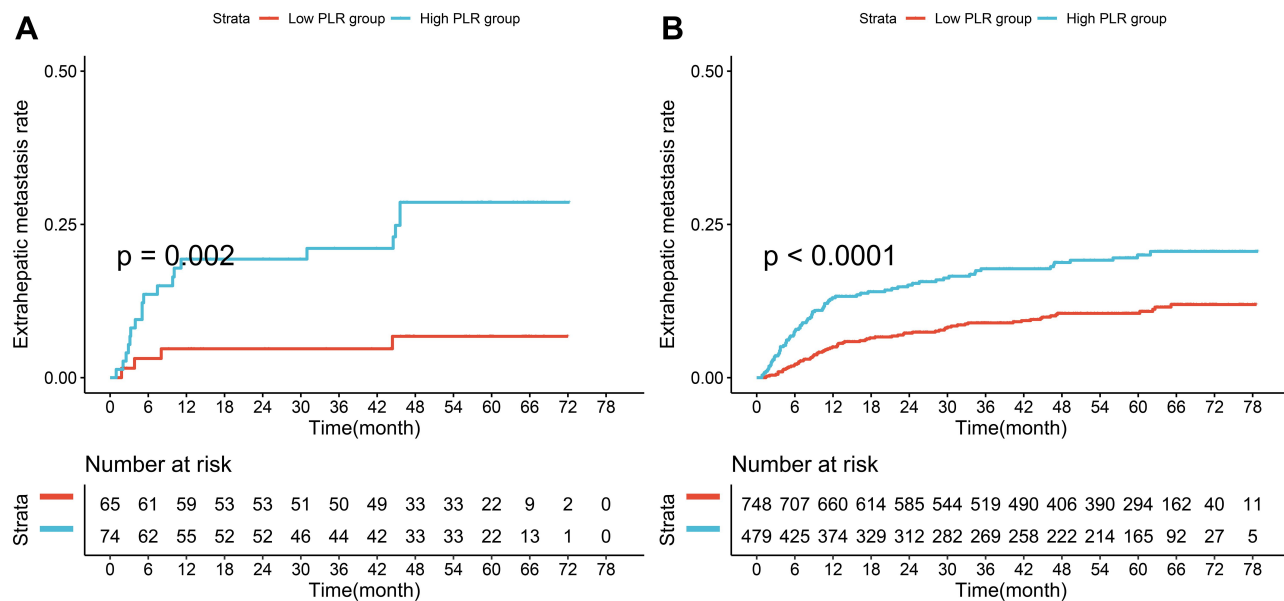 A
Strata Low PLR group High PLR group
Extrahepatic metastasis rate
0.50
0.25
0.00
p = 0.002
0 6 12 18 24 30 36 42 48 54 60 66 72 78
Time(month)
Number at risk
Strata
65 61 59 53 53 51 50 49 33 33 22 9 2 0
74 62 55 52 52 46 44 42 33 33 22 13 1 0
0 6 12 18 24 30 36 42 48 54 60 66 72 78
Time(month)
B
Strata Low PLR group High PLR group
Extrahepatic metastasis rate
0.50
0.25
0.00
p < 0.0001
0 6 12 18 24 30 36 42 48 54 60 66 72 78
Time(month)
Number at risk
Strata
748 707 660 614 585 544 519 490 406 390 294 162 40 11
479 425 374 329 312 282 269 258 222 214 165 92 27 5
0 6 12 18 24 30 36 42 48 54 60 66 72 78
Time(month)